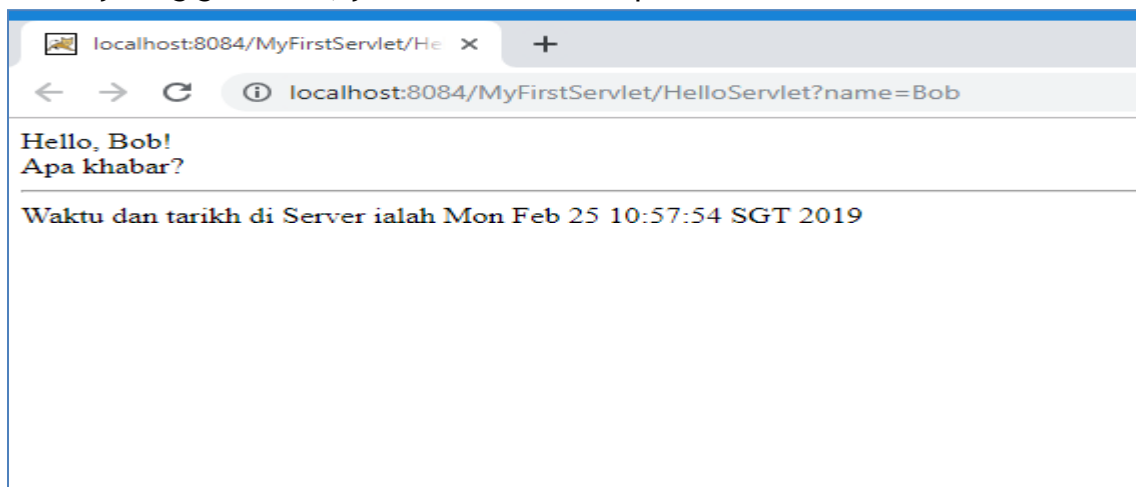 localhost:8084/MyFirstServlet/He
localhost:8084/MyFirstServlet/HelloServlet?name=Bob
Hello, Bob!
Apa khabar?
Waktu dan tarikh di Server ialah Mon Feb 25 10:57:54 SGT 2019